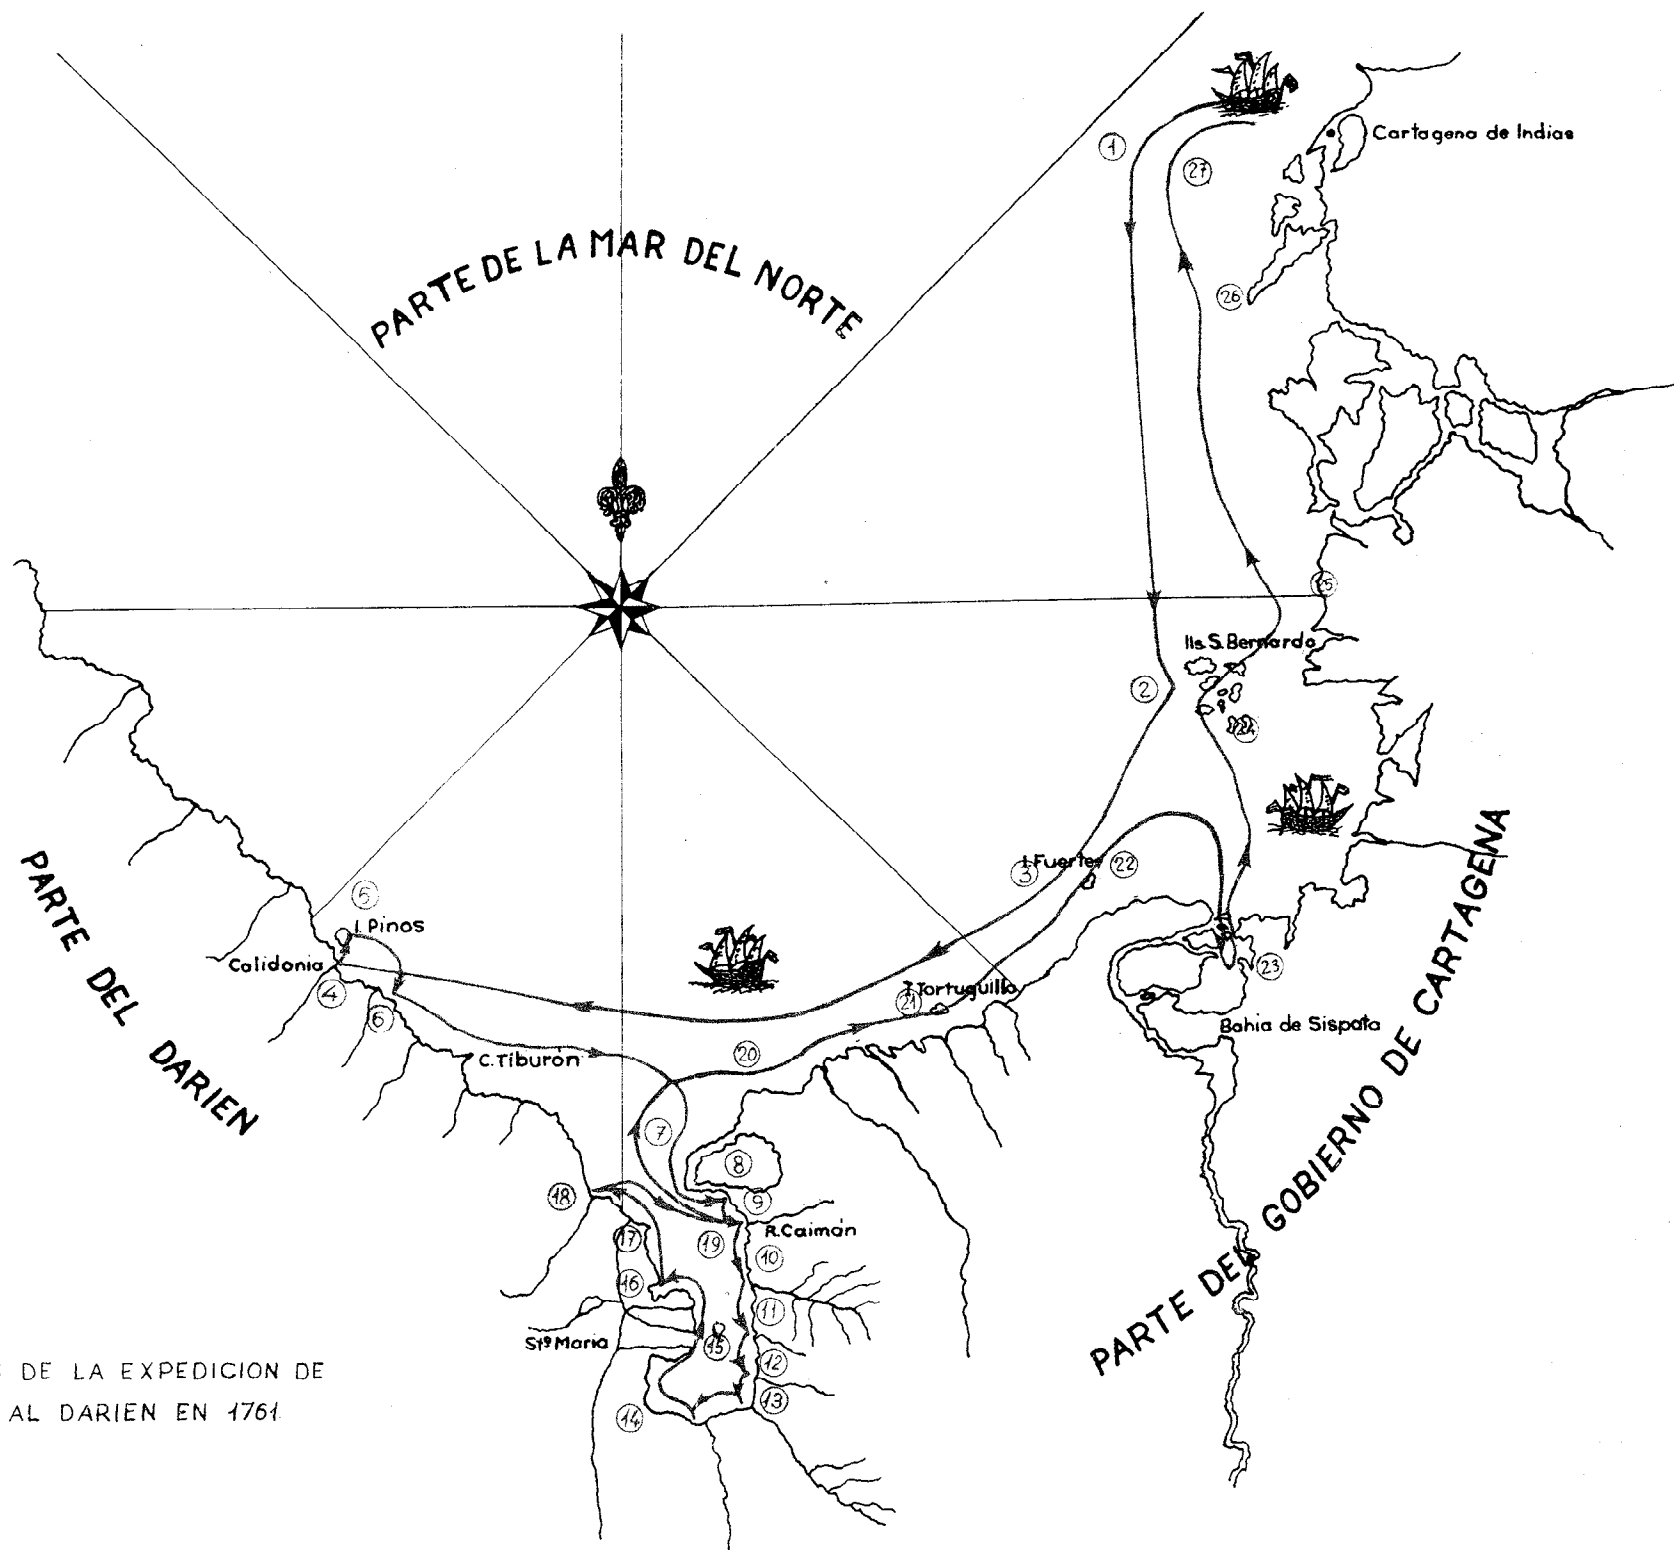 Cartagena de Indias
1
27
PARTE DE LA MAR DEL NORTE
26
Ils. S. Bernardo
2
24
I. Fuerte
3
22
5
I. Pinos
Calidonia
4
6
PARTE DEL DARIEN
C. Tiburón
20
21
I. Tortuguilla
23
Bahia de Sispata
PARTE DEL GOBIERNO DE CARTAGENA
7
8
9
18
17
19
R. Caimán
10
16
11
Stª Maria
15
12
13
14
DE LA EXPEDICION DE
AL DARIEN EN 1761